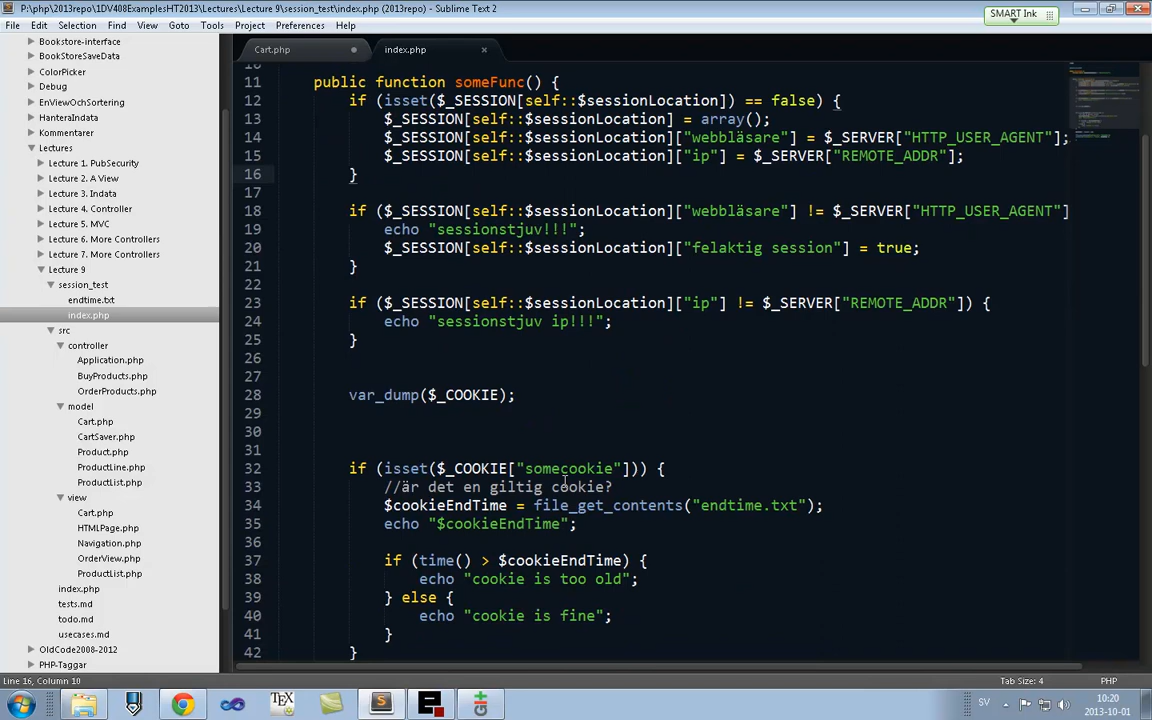 P:\php\2013repo\1DV408ExamplesHT2013\Lectures\Lecture 9\session_test\index.php (2013repo) - Sublime Text 2
SMART Ink
File Edit Selection Find View Goto Tools Project Preferences Help
Bookstore-interface
BookStoreSaveData
ColorPicker
Debug
EnViewOchSortering
HanteraIndata
Kommentarer
Lectures
Lecture 1. PubSecurity
Lecture 2. A View
Lecture 3. Indata
Lecture 4. Controller
Lecture 5. MVC
Lecture 6. More Controllers
Lecture 7. More Controllers
Lecture 9
session_test
endtime.txt
index.php
src
controller
Application.php
BuyProducts.php
OrderProducts.php
model
Cart.php
CartSaver.php
Product.php
ProductLine.php
ProductList.php
view
Cart.php
HTMLPage.php
Navigation.php
OrderView.php
ProductList.php
index.php
tests.md
todo.md
usecases.md
OldCode2008-2012
PHP-Taggar
Cart.php index.php
10
11 public function someFunc() {
12 if (isset($_SESSION[self::$sessionLocation]) == false) {
13 $_SESSION[self::$sessionLocation] = array();
14 $_SESSION[self::$sessionLocation]["webbläsare"] = $_SERVER["HTTP_USER_AGENT"];
15 $_SESSION[self::$sessionLocation]["ip"] = $_SERVER["REMOTE_ADDR"];
16 }
17
18 if ($_SESSION[self::$sessionLocation]["webbläsare"] != $_SERVER["HTTP_USER_AGENT"]
19 echo "sessionstjuv!!!";
20 $_SESSION[self::$sessionLocation]["felaktig session"] = true;
21 }
22
23 if ($_SESSION[self::$sessionLocation]["ip"] != $_SERVER["REMOTE_ADDR"]) {
24 echo "sessionstjuv ip!!!";
25 }
26
27
28 var_dump($_COOKIE);
29
30
31
32 if (isset($_COOKIE["somecookie"])) {
33 //är det en giltig cookie?
34 $cookieEndTime = file_get_contents("endtime.txt");
35 echo "$cookieEndTime";
36
37 if (time() > $cookieEndTime) {
38 echo "cookie is too old";
39 } else {
40 echo "cookie is fine";
41 }
42 }
Line 16, Column 10 Tab Size: 4 PHP
SV
10:20
2013-10-01